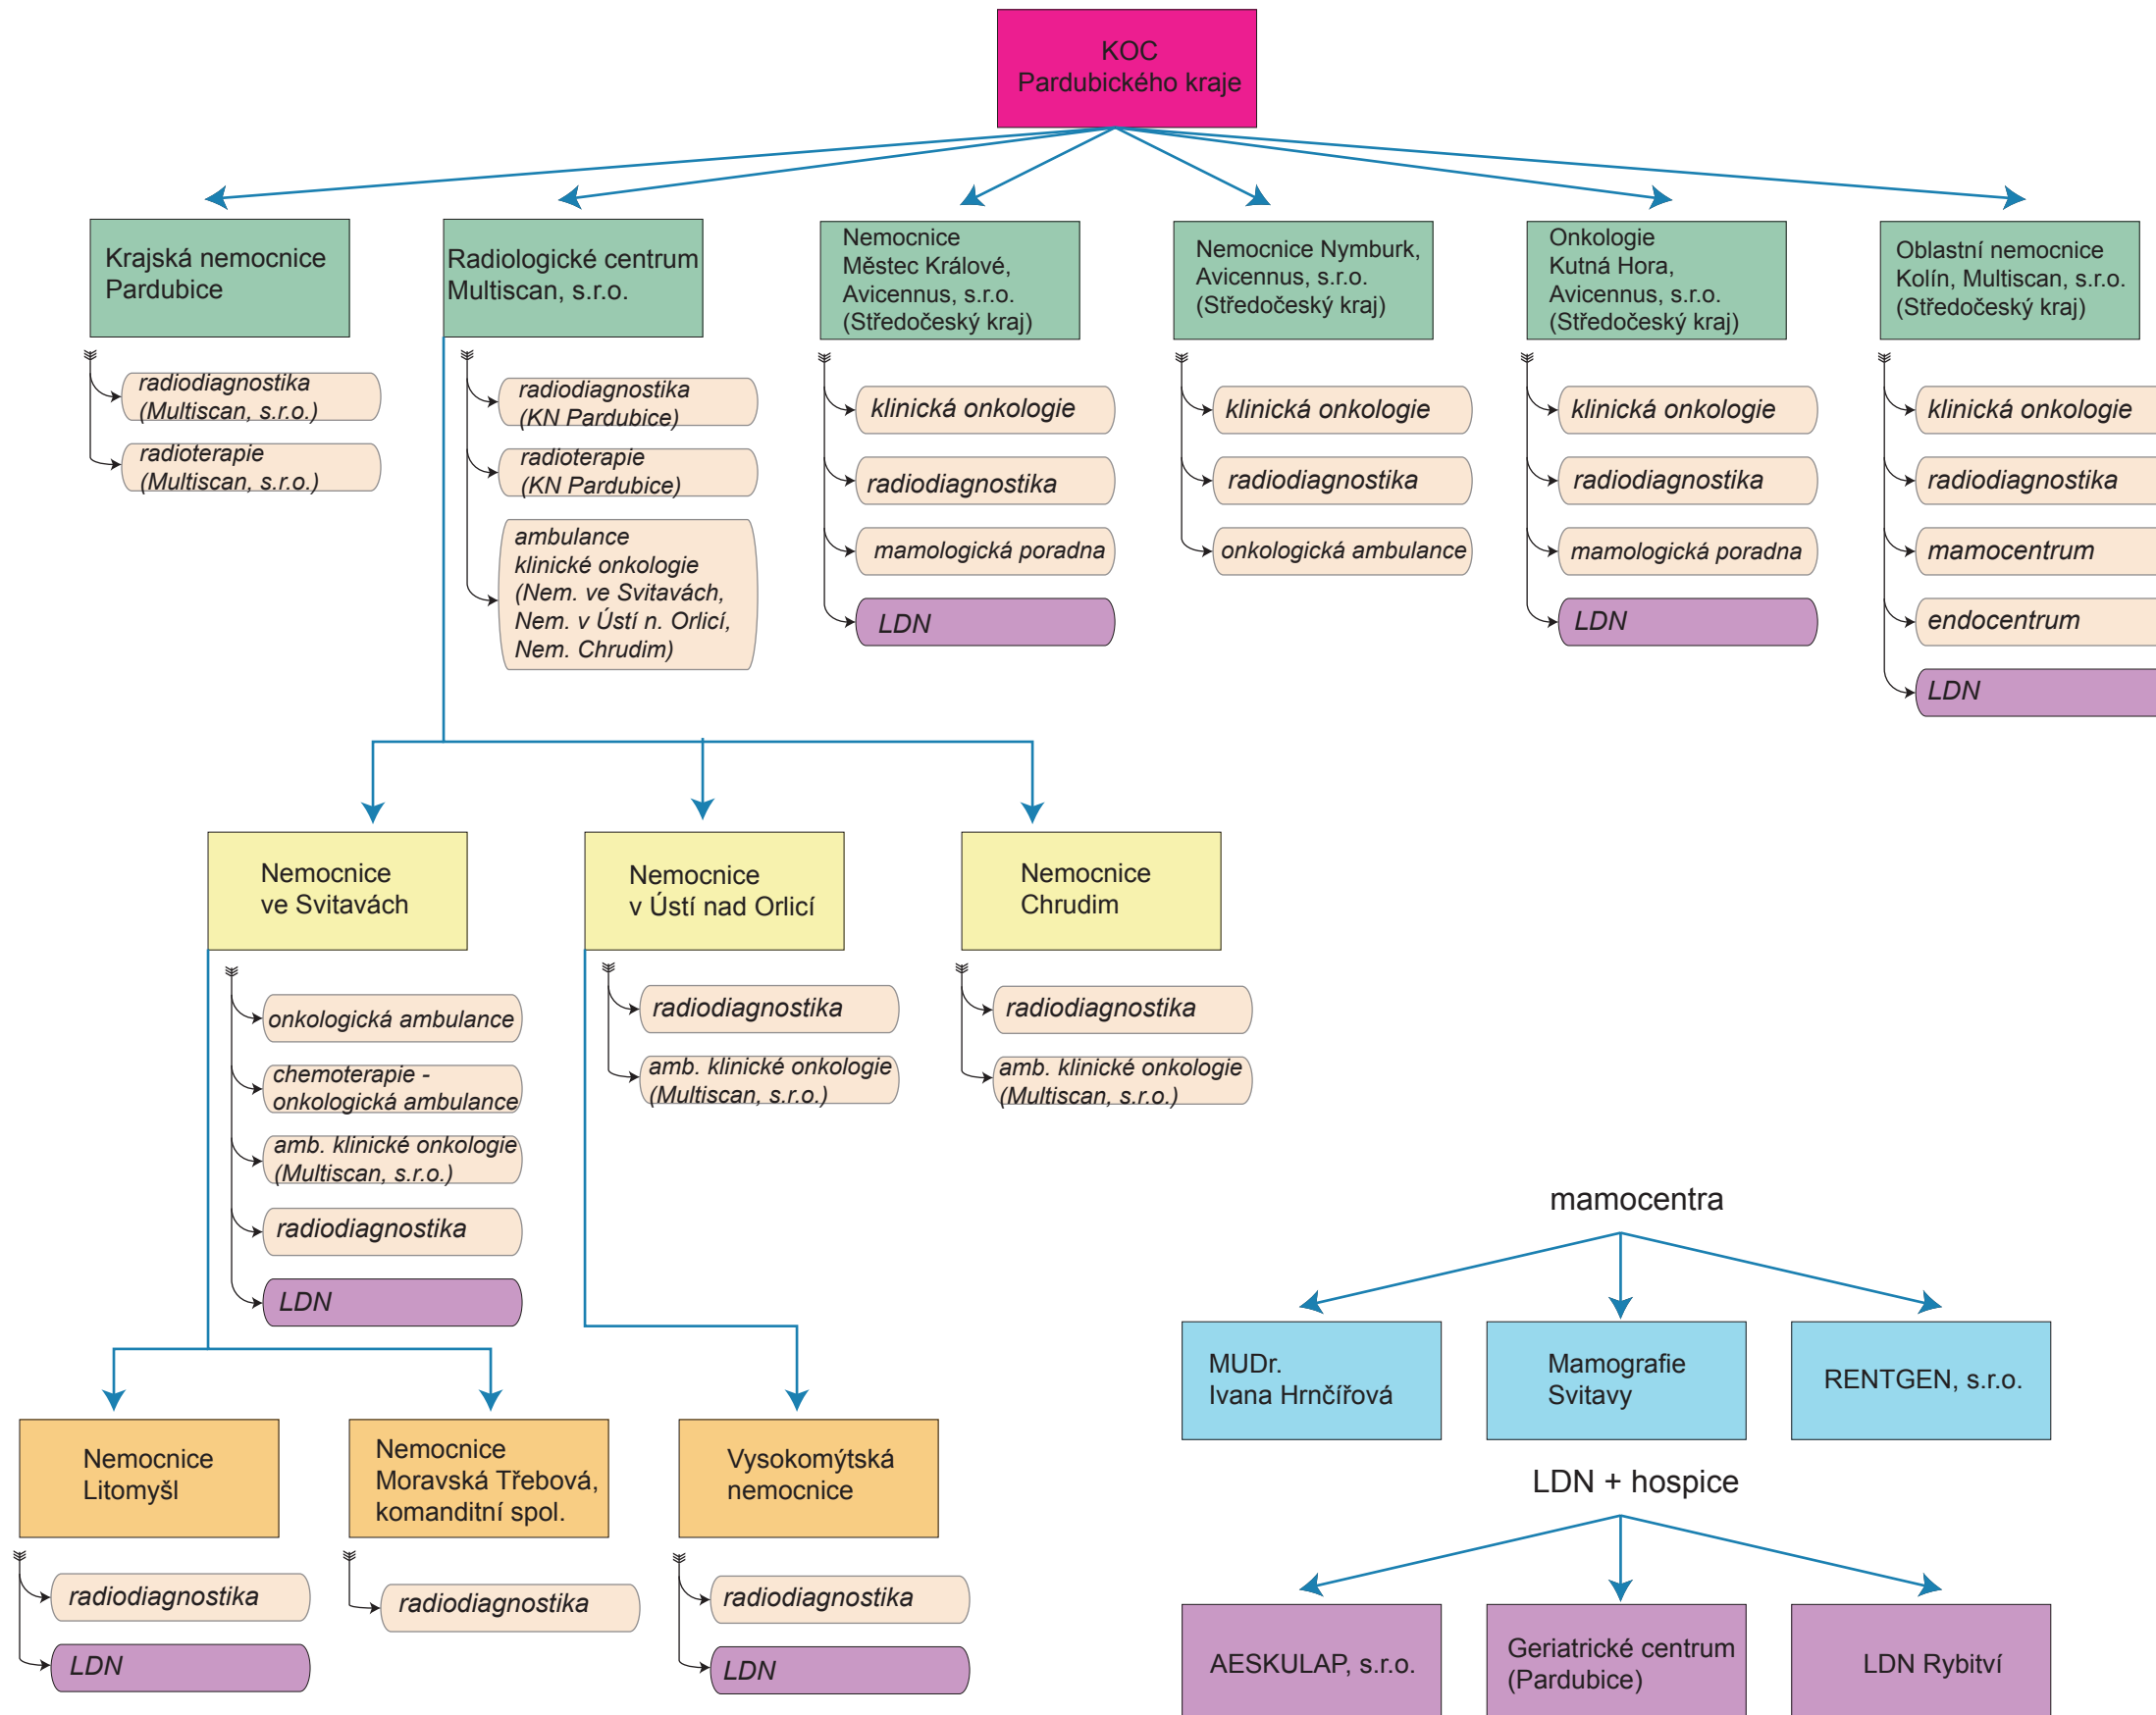 KOC
Pardubického kraje
Krajská nemocnice
Pardubice
radiodiagnostika
(Multiscan, s.r.o.)
radioterapie
(Multiscan, s.r.o.)
Radiologické centrum
Multiscan, s.r.o.
radiodiagnostika
(KN Pardubice)
radioterapie
(KN Pardubice)
ambulance
klinické onkologie
(Nem. ve Svitavách,
Nem. v Ústí n. Orlicí,
Nem. Chrudim)
Nemocnice
Městec Králové,
Avicennus, s.r.o.
(Středočeský kraj)
klinická onkologie
radiodiagnostika
mamologická poradna
LDN
Nemocnice Nymburk,
Avicennus, s.r.o.
(Středočeský kraj)
klinická onkologie
radiodiagnostika
onkologická ambulance
Onkologie
Kutná Hora,
Avicennus, s.r.o.
(Středočeský kraj)
klinická onkologie
radiodiagnostika
mamologická poradna
LDN
Oblastní nemocnice
Kolín, Multiscan, s.r.o.
(Středočeský kraj)
klinická onkologie
radiodiagnostika
mamocentrum
endocentrum
LDN
Nemocnice
ve Svitavách
onkologická ambulance
chemoterapie -
onkologická ambulance
amb. klinické onkologie
(Multiscan, s.r.o.)
radiodiagnostika
LDN
Nemocnice
v Ústí nad Orlicí
radiodiagnostika
amb. klinické onkologie
(Multiscan, s.r.o.)
Nemocnice
Chrudim
radiodiagnostika
amb. klinické onkologie
(Multiscan, s.r.o.)
Nemocnice
Litomyšl
radiodiagnostika
LDN
Nemocnice
Moravská Třebová,
komanditní spol.
radiodiagnostika
Vysokomýtská
nemocnice
radiodiagnostika
LDN
mamocentra
MUDr.
Ivana Hrnčířová
Mamografie
Svitavy
RENTGEN, s.r.o.
LDN + hospice
AESKULAP, s.r.o.
Geriatrické centrum
(Pardubice)
LDN Rybitví